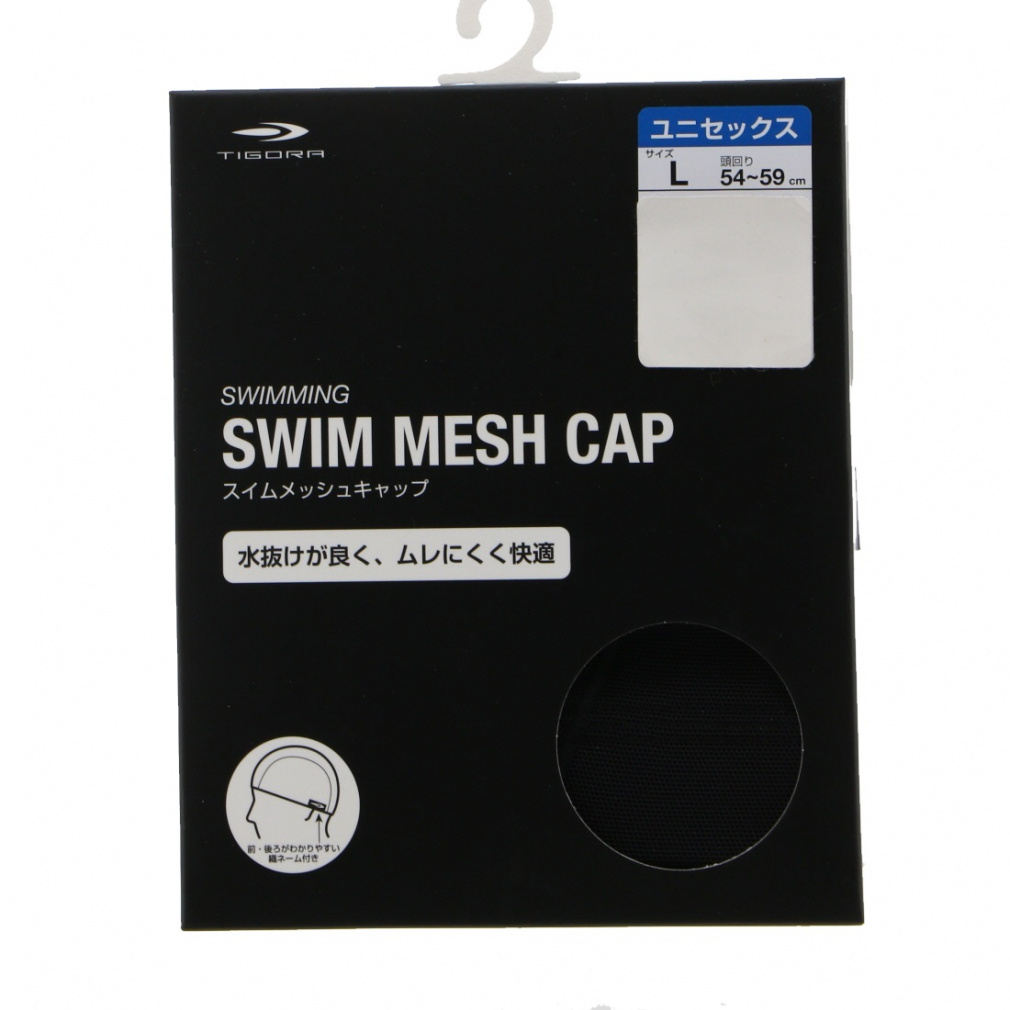 TIGORA
ユニセックス
サイズ 頭回り
L 54~59 cm
SWIMMING
SWIM MESH CAP
スイムメッシュキャップ
水抜けが良く、ムレにくく快適
前・後ろがわかりやすい
織ネーム付き